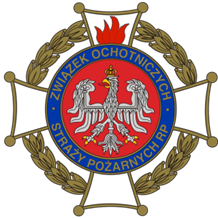 ZWIĄZEK OCHOTNICZYCH
STRAŻY POŻARNYCH RP